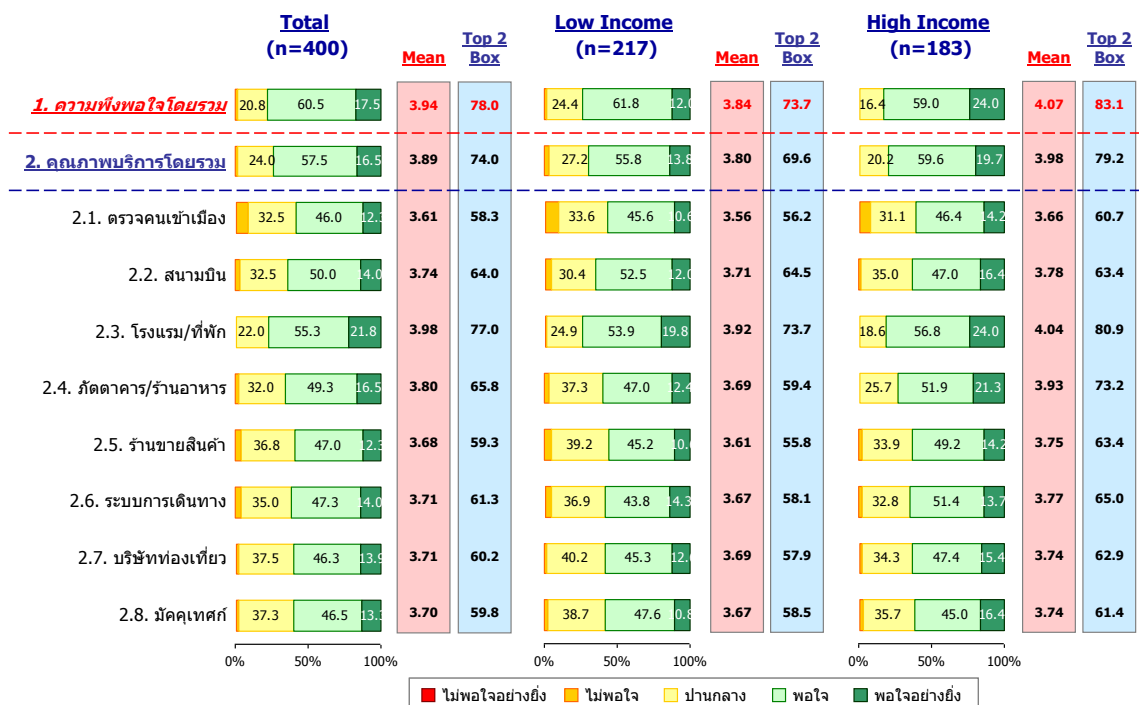 Total Low Income High Income
(n=400) (n=217) (n=183)
Mean Top 2 Box Mean Top 2 Box Mean Top 2 Box
1. ความพึงพอใจโดยรวม 20.8 60.5 17.5 3.94 78.0 24.4 61.8 12.0 3.84 73.7 16.4 59.0 24.0 4.07 83.1
2. คุณภาพบริการโดยรวม 24.0 57.5 16.5 3.89 74.0 27.2 55.8 13.8 3.80 69.6 20.2 59.6 19.7 3.98 79.2
2.1. ตรวจคนเข้าเมือง 32.5 46.0 3.61 58.3 33.6 45.6 10.6 3.56 56.2 31.1 46.4 14.2 3.66 60.7
2.2. สนามบิน 32.5 50.0 14.0 3.74 64.0 30.4 52.5 12.0 3.71 64.5 35.0 47.0 16.4 3.78 63.4
2.3. โรงแรม/ที่พัก 22.0 55.3 21.8 3.98 77.0 24.9 53.9 19.8 3.92 73.7 18.6 56.8 24.0 4.04 80.9
2.4. ภัตตาคาร/ร้านอาหาร 32.0 49.3 16.5 3.80 65.8 37.3 47.0 12.4 3.69 59.4 25.7 51.9 21.3 3.93 73.2
2.5. ร้านขายสินค้า 36.8 47.0 12.3 3.68 59.3 39.2 45.2 10.6 3.61 55.8 33.9 49.2 14.2 3.75 63.4
2.6. ระบบการเดินทาง 35.0 47.3 14.0 3.71 61.3 36.9 43.8 14.3 3.67 58.1 32.8 51.4 13.7 3.77 65.0
2.7. บริษัทท่องเที่ยว 37.5 46.3 13.9 3.71 60.2 40.2 45.3 12.6 3.69 57.9 34.3 47.4 15.4 3.74 62.9
2.8. มัคคุเทศก์ 37.3 46.5 3.70 59.8 38.7 47.6 10.8 3.67 58.5 35.7 45.0 16.4 3.74 61.4
0% 50% 100% 0% 50% 100% 0% 50% 100%
ไม่พอใจอย่างยิ่ง ไม่พอใจ ปานกลาง พอใจ พอใจอย่างยิ่ง